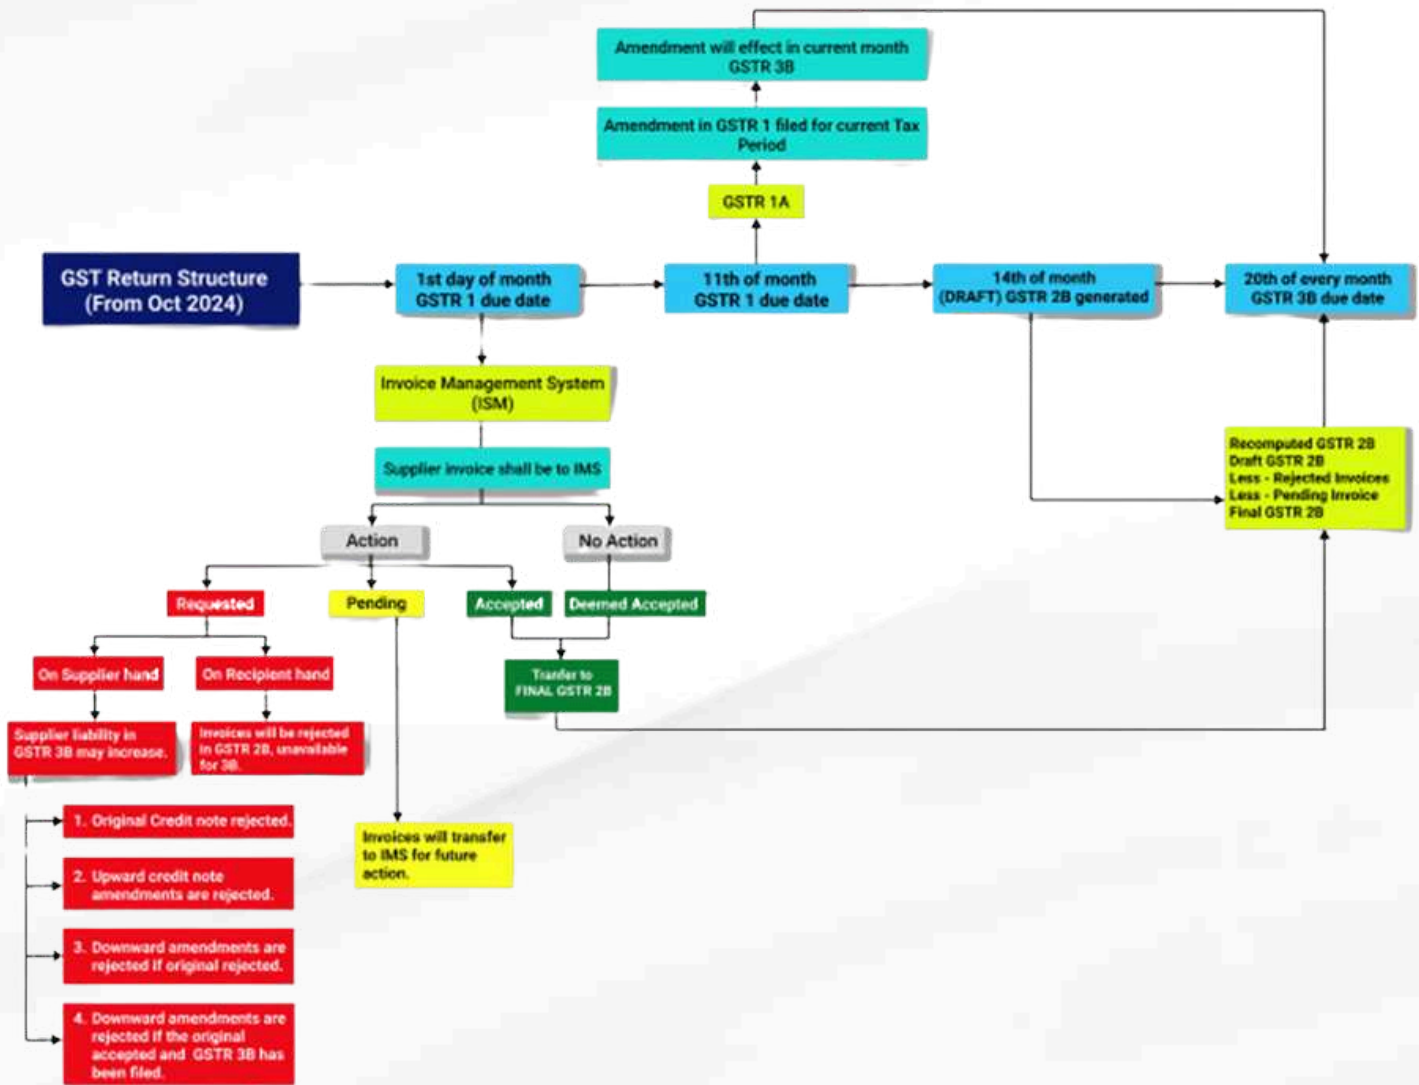 Amendment will effect in current month
GSTR 3B
Amendment in GSTR 1 filed for current Tax
Period
GSTR 1A
GST Return Structure
(From Oct 2024)
1st day of month
GSTR 1 due date
11th of month
GSTR 1 due date
14th of month
(DRAFT) GSTR 2B generated
20th of every month
GSTR 3B due date
Invoice Management System
(ISM)
Supplier invoice shall be to IMS
Recomputed GSTR 2B
Draft GSTR 2B
Less - Rejected Invoices
Less - Pending Invoice
Final GSTR 2B
Action
No Action
Requested
Pending
Accepted
Deemed Accepted
On Supplier hand
On Recipient hand
Tranfer to
FINAL GSTR 2B
Supplier liability in
GSTR 3B may increase.
Invoices will be rejected
in GSTR 2B, unavailable
for 3B.
1. Original Credit note rejected.
Invoices will transfer
to IMS for future
action.
2. Upward credit note
amendments are rejected.
3. Downward amendments are
rejected if original rejected.
4. Downward amendments are
rejected if the original
accepted and GSTR 3B has
been filed.